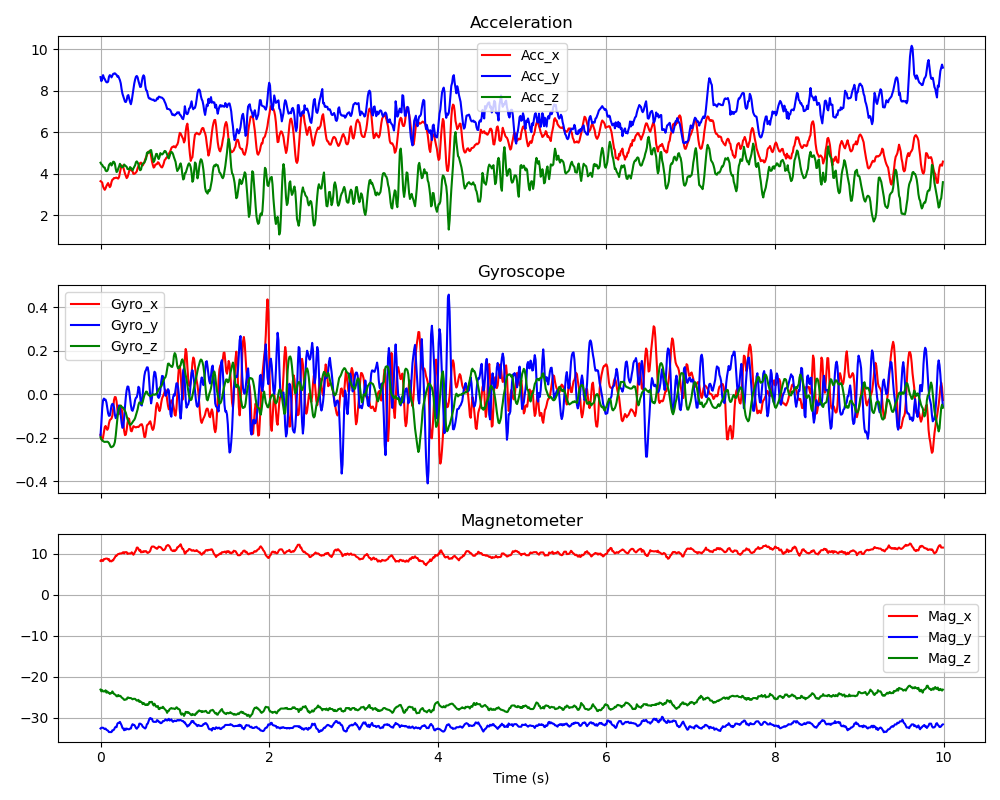 Acceleration
10
8
6
4
2
Acc_x
Acc_y
Acc_z
Gyroscope
0.4
0.2
0.0
−0.2
−0.4
Gyro_x
Gyro_y
Gyro_z
Magnetometer
10
0
−10
−20
−30
Mag_x
Mag_y
Mag_z
0 2 4 6 8 10
Time (s)